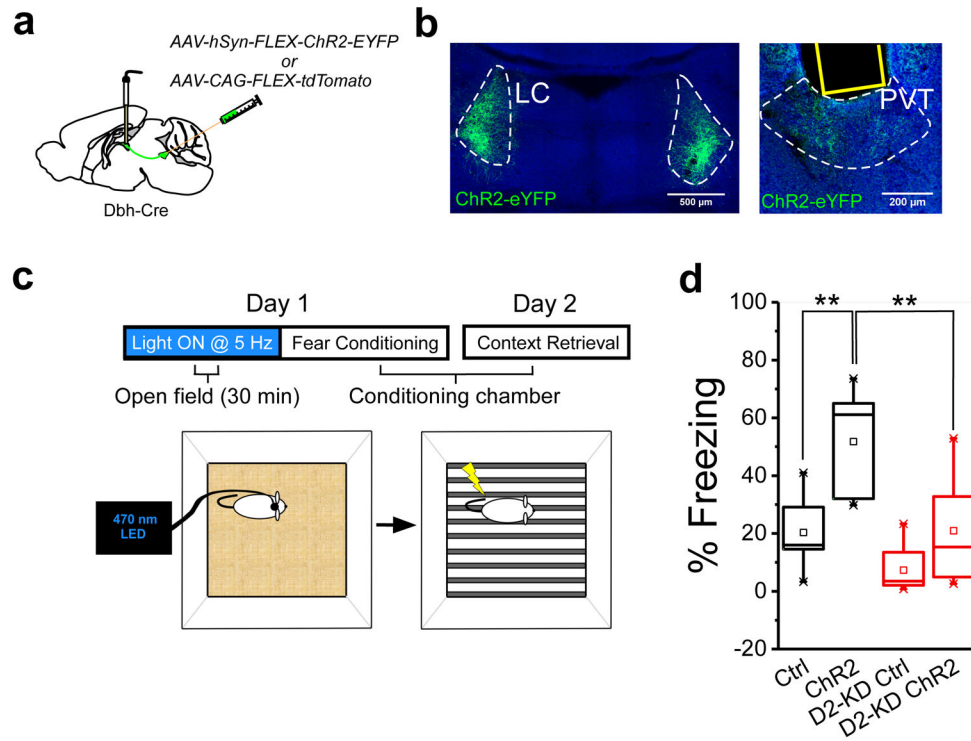 a
AAV-hSyn-FLEX-ChR2-EYFP
or
AAV-CAG-FLEX-tdTomato
Dbh-Cre
b
LC
ChR2-eYFP
500 µm
PVT
ChR2-eYFP
200 µm
c
Day 1
Day 2
Light ON @ 5 Hz
Fear Conditioning
Context Retrieval
Open field (30 min)
Conditioning chamber
470 nm
LED
d
% Freezing
100
80
60
40
20
0
-20
**
**
Ctrl
ChR2
D2-KD Ctrl
D2-KD ChR2